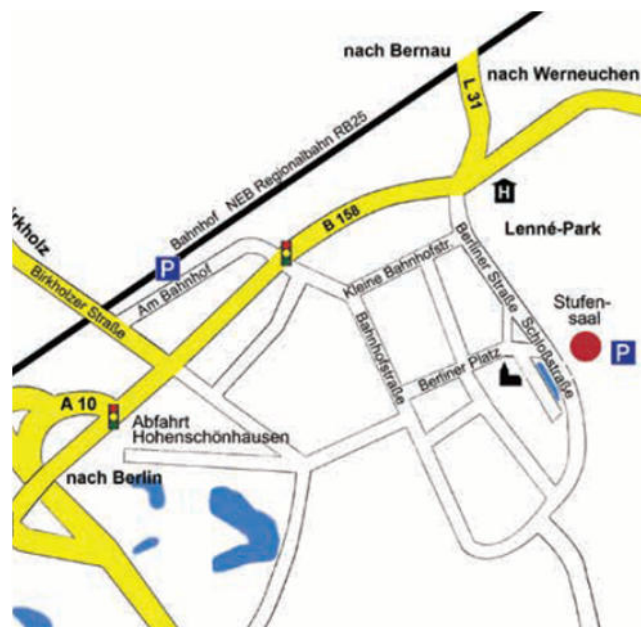 nach Bernau
nach Werneuchen
L 31
NEB Regionalbahn RB25
Bahnhof
H
B 158
Lenné-Park
P
Am Bahnhof
Kleine Bahnhofstr.
Berliner Straße
Birkholzer Straße
Stufen-
saal
P
Schloßstraße
Bahnhofstraße
Berliner Platz
A 10
Abfahrt
Hohenschönhausen
nach Berlin